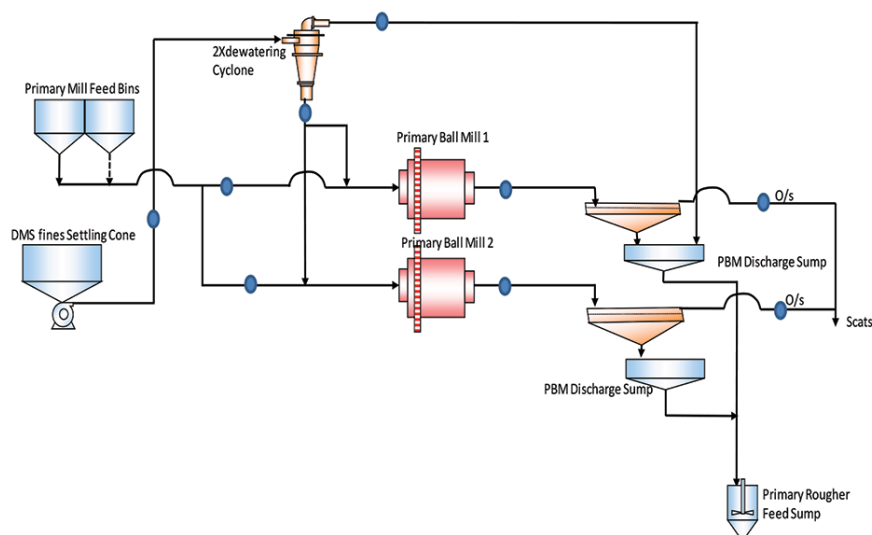 2Xdewatering
Cyclone
Primary Mill Feed Bins
Primary Ball Mill 1
O/s
DMS fines Settling Cone
Primary Ball Mill 2
PBM Discharge Sump
O/s
Scats
PBM Discharge Sump
Primary Rougher
Feed Sump